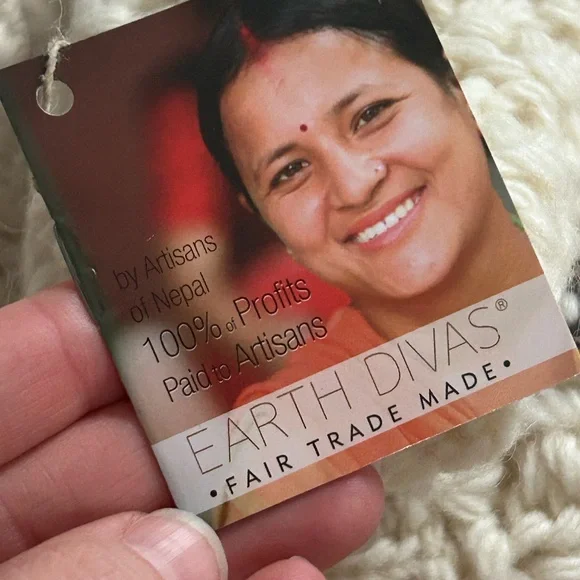 by Artisans
of Nepal
100% of Profits
Paid to Artisans
EARTH DIVAS®
• FAIR TRADE MADE •